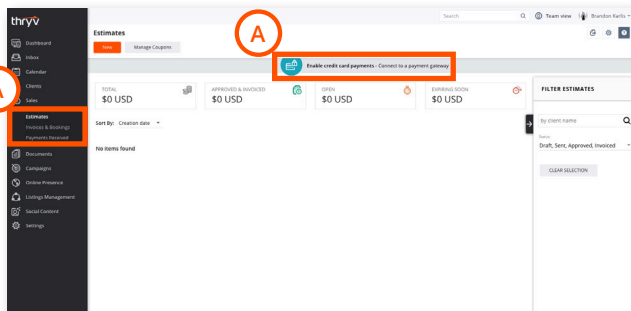 thryv
Search
Team view
Brandon Karlis
Estimates
New
Manage Coupons
A
Enable credit card payments - Connect to a payment gateway
Dashboard
Inbox
Calendar
Clients
Sales
A
Estimates
Invoices & Bookings
Payments Received
Documents
Campaigns
Online Presence
Listings Management
Social Content
Settings
TOTAL
$0 USD
APPROVED & INVOICED
$0 USD
OPEN
$0 USD
EXPIRING SOON
$0 USD
Sort By: Creation date
No items found
FILTER ESTIMATES
by client name
Status
Draft, Sent, Approved, Invoiced
CLEAR SELECTION